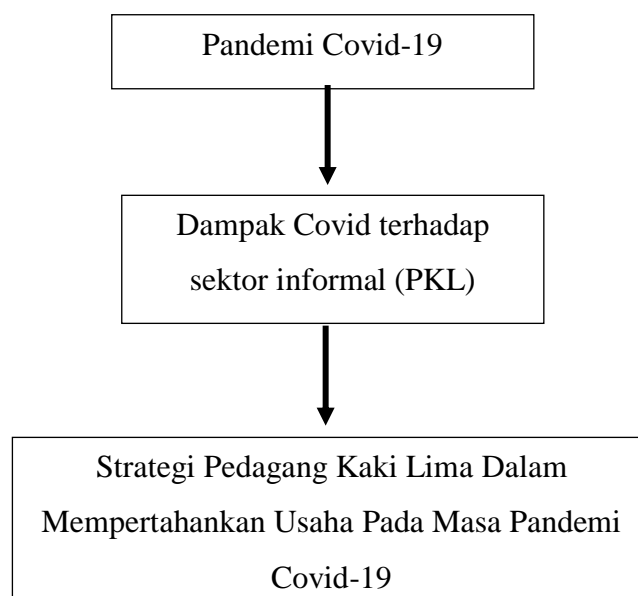 Pandemi Covid-19
Dampak Covid terhadap
sektor informal (PKL)
Strategi Pedagang Kaki Lima Dalam
Mempertahankan Usaha Pada Masa Pandemi
Covid-19